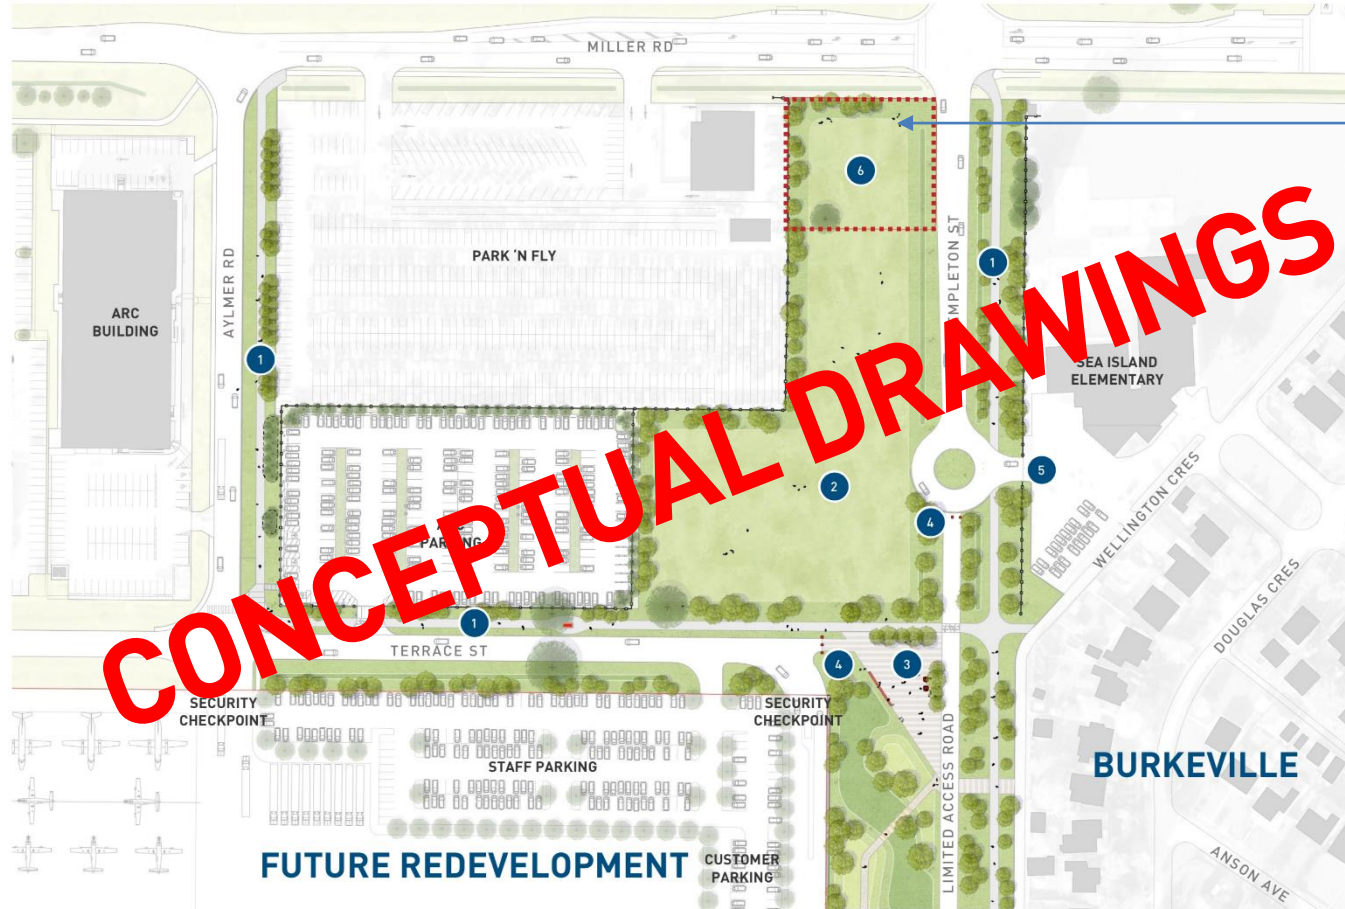 MILLER RD
6
TEMPLETON ST
PARK 'N FLY
1
AYLMER RD
ARC
BUILDING
1
SEA ISLAND
ELEMENTARY
CONCEPTUAL DRAWINGS
5
2
4
WELLINGTON CRES
PARKING
DOUGLAS CRES
1
TERRACE ST
4
3
SECURITY
CHECKPOINT
SECURITY
CHECKPOINT
LIMITED ACCESS ROAD
STAFF PARKING
BURKEVILLE
FUTURE REDEVELOPMENT
CUSTOMER
PARKING
ANSON AVE